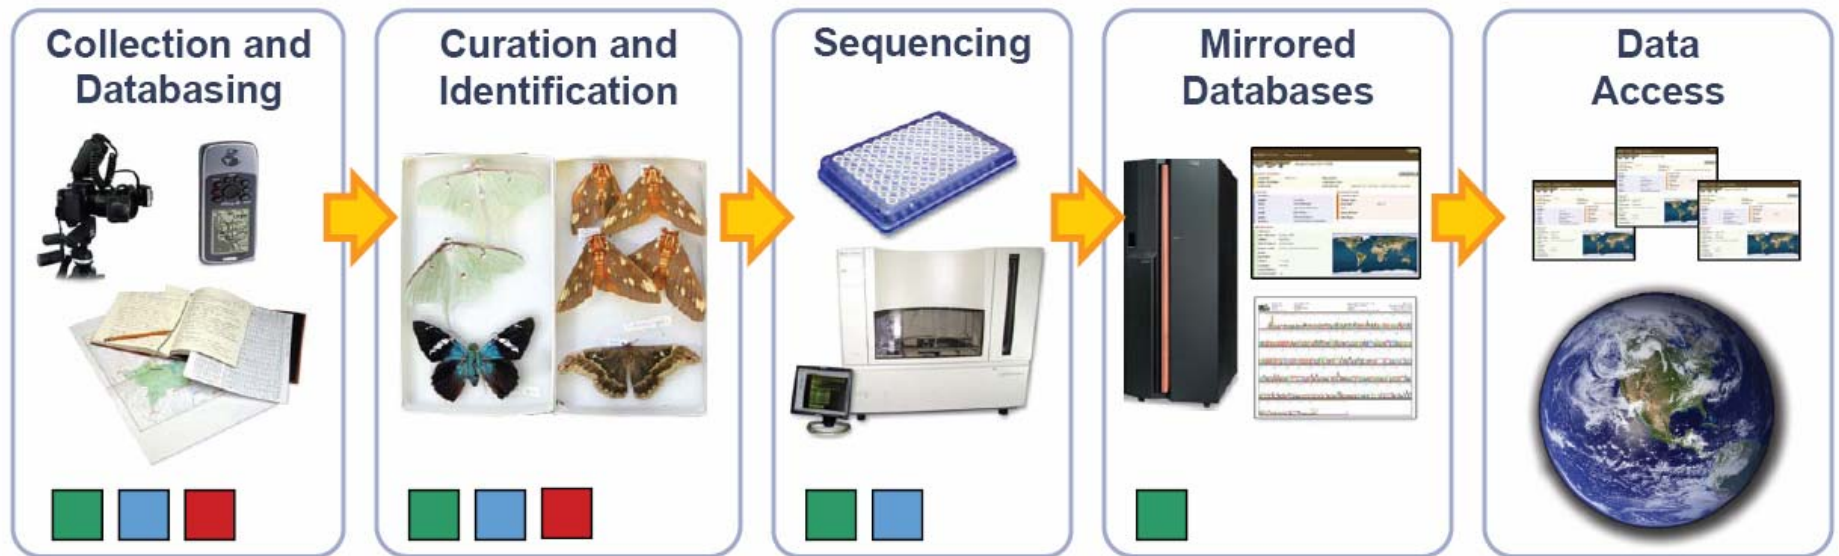 Collection and
Databasing
Curation and
Identification
Sequencing
Mirrored
Databases
Data
Access